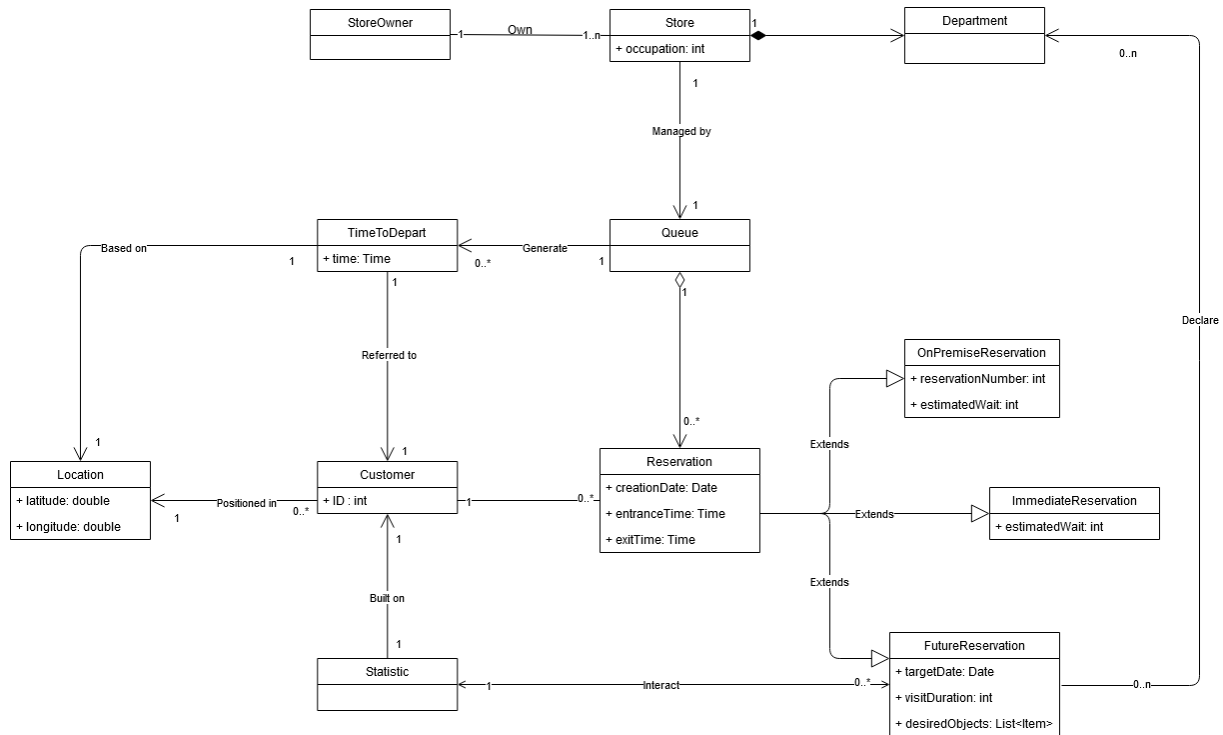 StoreOwner
1
Own
1..n
Store
+ occupation: int
1
Department
0..n
1
Managed by
1
TimeToDepart
+ time: Time
Based on
1
0..*
Generate
1
Queue
1
1
Referred to
Declare
OnPremiseReservation
+ reservationNumber: int
+ estimatedWait: int
0..*
1
1
Extends
Location
+ latitude: double
+ longitude: double
1
Positioned in
0..*
Customer
+ ID : int
1
0..*
Reservation
+ creationDate: Date
+ entranceTime: Time
+ exitTime: Time
Extends
ImmediateReservation
+ estimatedWait: int
1
Built on
1
Extends
Statistic
1
Interact
0..*
FutureReservation
+ targetDate: Date
+ visitDuration: int
+ desiredObjects: List<Item>
0..n